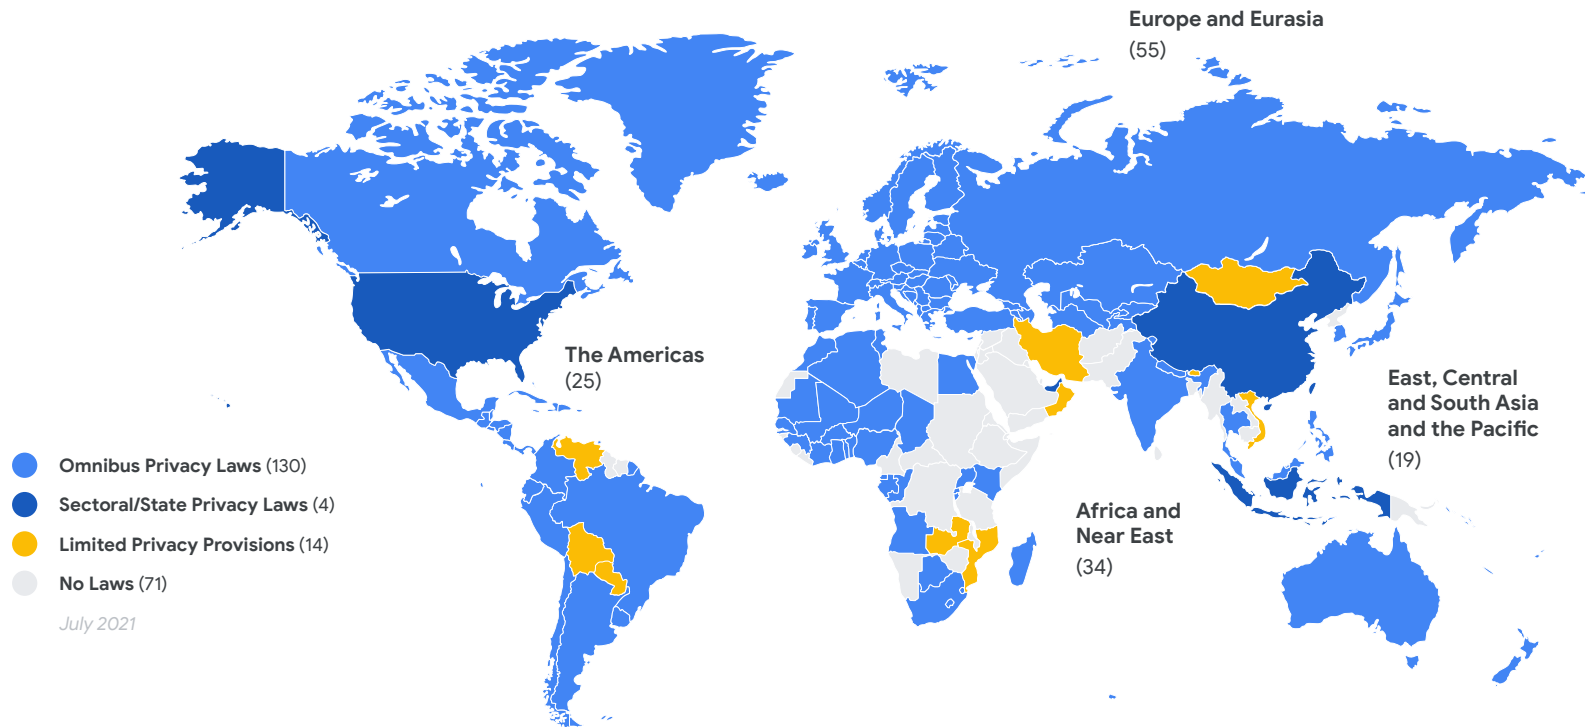 Europe and Eurasia
(55)
The Americas
(25)
East, Central
and South Asia
and the Pacific
(19)
Omnibus Privacy Laws (130)
Sectoral/State Privacy Laws (4)
Limited Privacy Provisions (14)
No Laws (71)
July 2021
Africa and
Near East
(34)